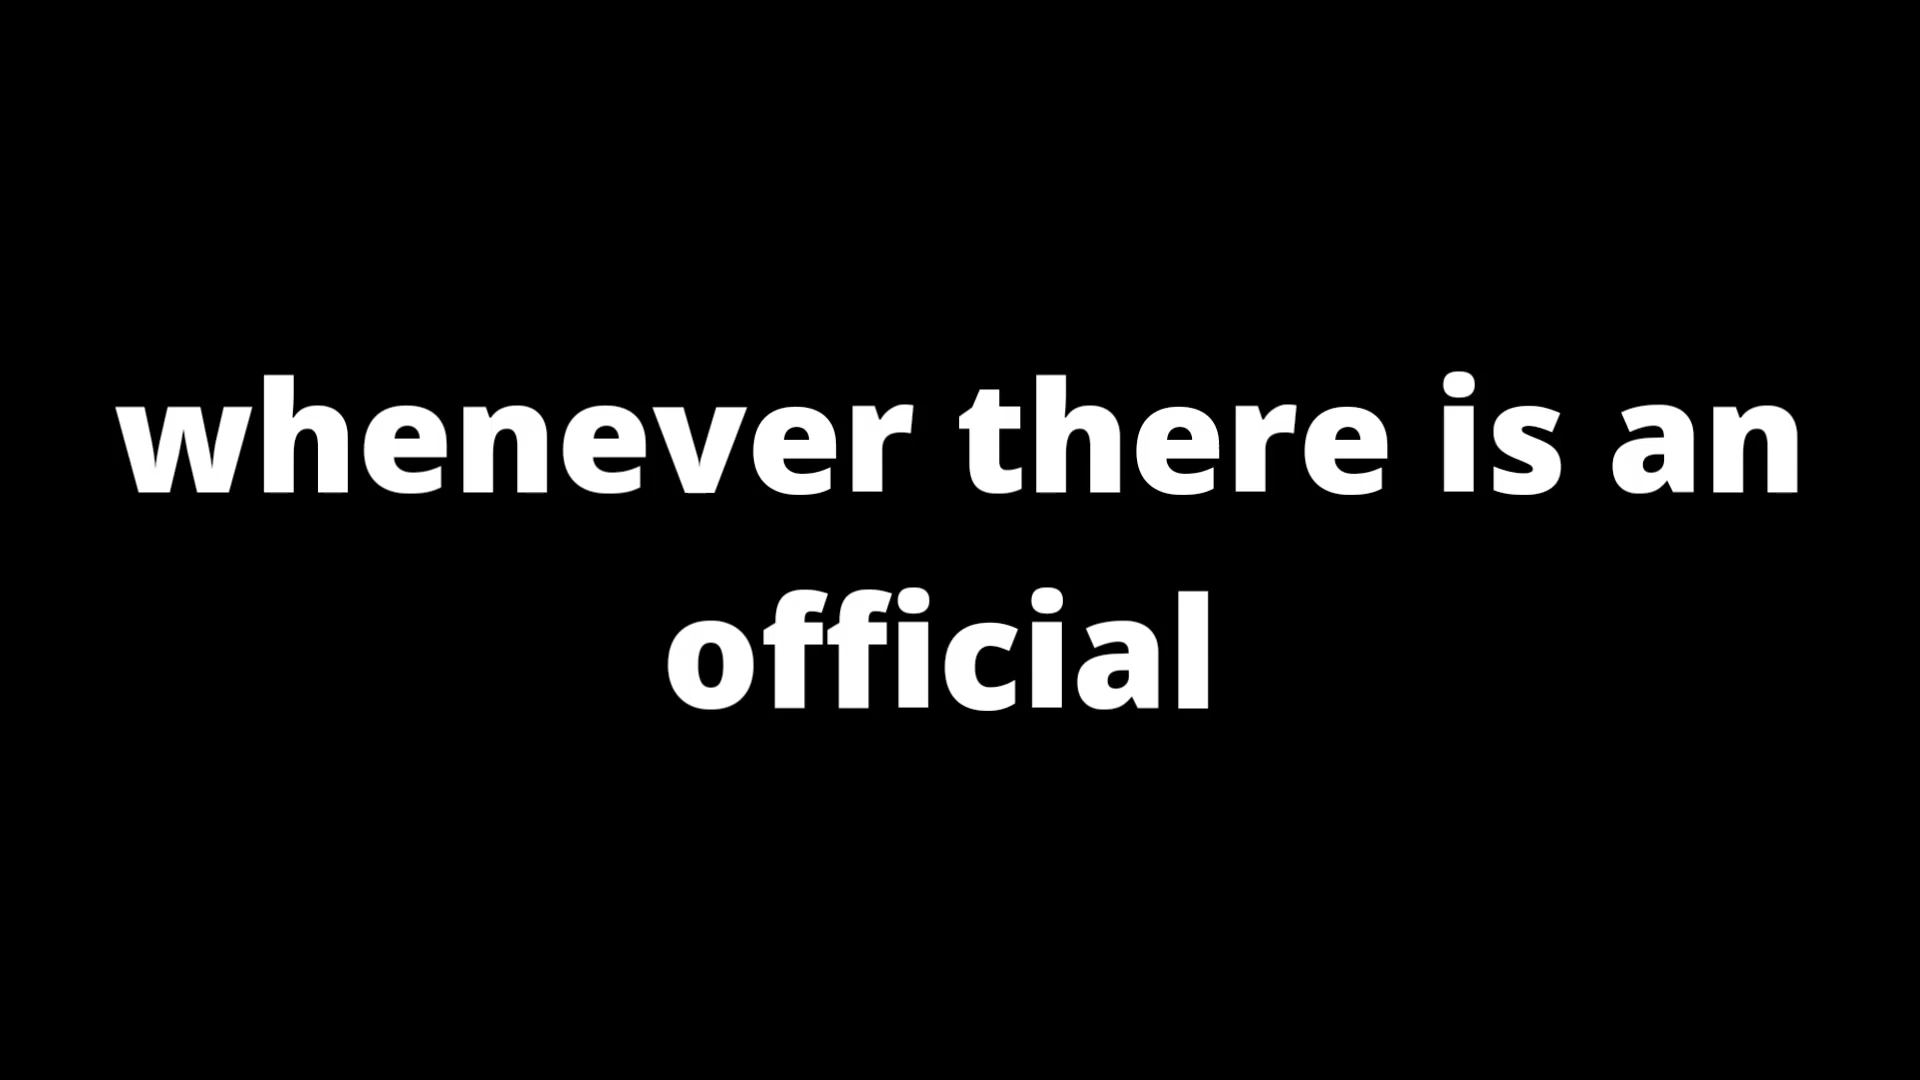 whenever there is an
official